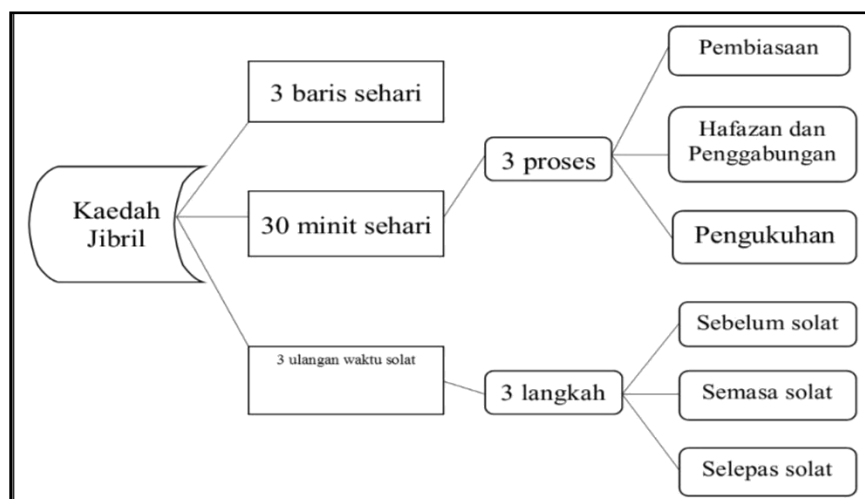 Kaedah
Jibril
3 baris sehari
30 minit sehari
3 ulangan waktu solat
3 proses
Pembiasaan
Hafazan dan
Penggabungan
Pengukuhan
3 langkah
Sebelum solat
Semasa solat
Selepas solat